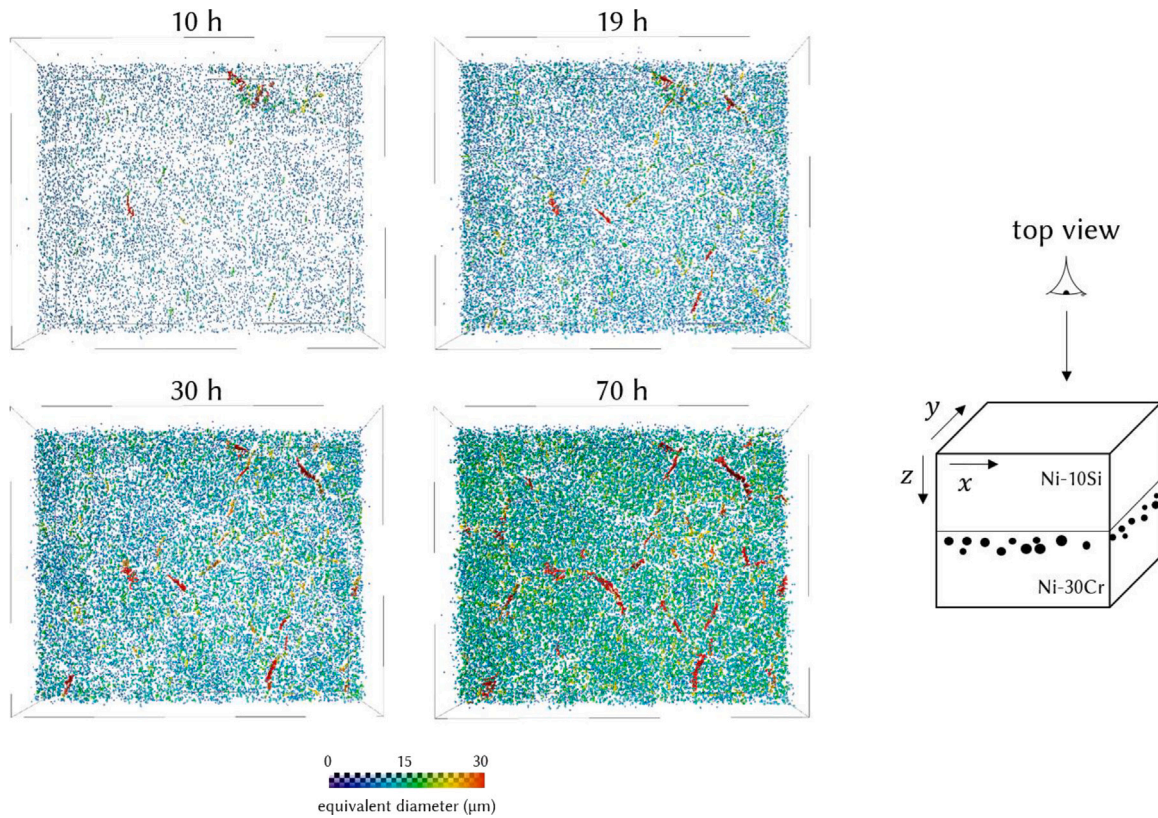 10 h
19 h
30 h
70 h
0 15 30
equivalent diameter (μm)
top view
y
z
x
Ni-10Si
Ni-30Cr